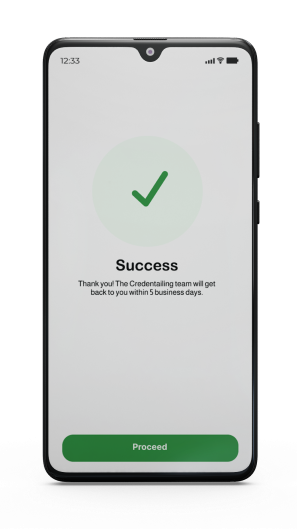 12:33
Success
Thank you! The Credentailing team will get
back to you within 5 business days.
Proceed